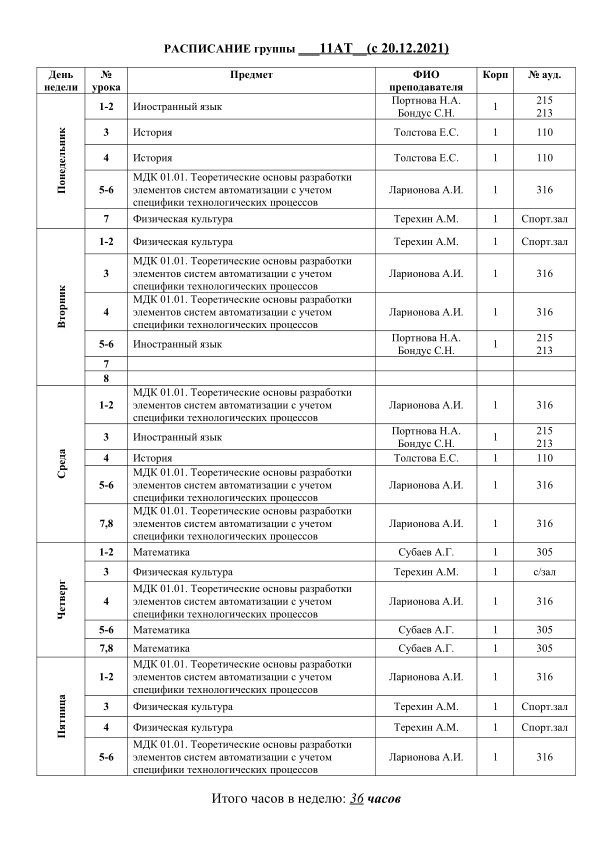 РАСПИСАНИЕ группы ___11АТ__(с 20.12.2021)
День недели № урока Предмет ФИО преподавателя Корп № ауд.
Понедельник
1-2 Иностранный язык Портнова Н.А. Бондус С.Н. 1 215 213
3 История Толстова Е.С. 1 110
4 История Толстова Е.С. 1 110
5-6 МДК 01.01. Теоретические основы разработки
элементов систем автоматизации с учетом
специфики технологических процессов Ларионова А.И. 1 316
7 Физическая культура Терехин А.М. 1 Спорт.зал
Вторник
1-2 Физическая культура Терехин А.М. 1 Спорт.зал
3 МДК 01.01. Теоретические основы разработки
элементов систем автоматизации с учетом
специфики технологических процессов Ларионова А.И. 1 316
4 МДК 01.01. Теоретические основы разработки
элементов систем автоматизации с учетом
специфики технологических процессов Ларионова А.И. 1 316
5-6 Иностранный язык Портнова Н.А. Бондус С.Н. 1 215 213
7
8
Среда
1-2 МДК 01.01. Теоретические основы разработки
элементов систем автоматизации с учетом
специфики технологических процессов Ларионова А.И. 1 316
3 Иностранный язык Портнова Н.А. Бондус С.Н. 1 215 213
4 История Толстова Е.С. 1 110
5-6 МДК 01.01. Теоретические основы разработки
элементов систем автоматизации с учетом
специфики технологических процессов Ларионова А.И. 1 316
7,8 МДК 01.01. Теоретические основы разработки
элементов систем автоматизации с учетом
специфики технологических процессов Ларионова А.И. 1 316
Четверг
1-2 Математика Субаев А.Г. 1 305
3 Физическая культура Терехин А.М. 1 с/зал
4 МДК 01.01. Теоретические основы разработки
элементов систем автоматизации с учетом
специфики технологических процессов Ларионова А.И. 1 316
5-6 Математика Субаев А.Г. 1 305
7,8 Математика Субаев А.Г. 1 305
Пятница
1-2 МДК 01.01. Теоретические основы разработки
элементов систем автоматизации с учетом
специфики технологических процессов Ларионова А.И. 1 316
3 Физическая культура Терехин А.М. 1 Спорт.зал
4 Физическая культура Терехин А.М. 1 Спорт.зал
5-6 МДК 01.01. Теоретические основы разработки
элементов систем автоматизации с учетом
специфики технологических процессов Ларионова А.И. 1 316
Итого часов в неделю: 36 часов